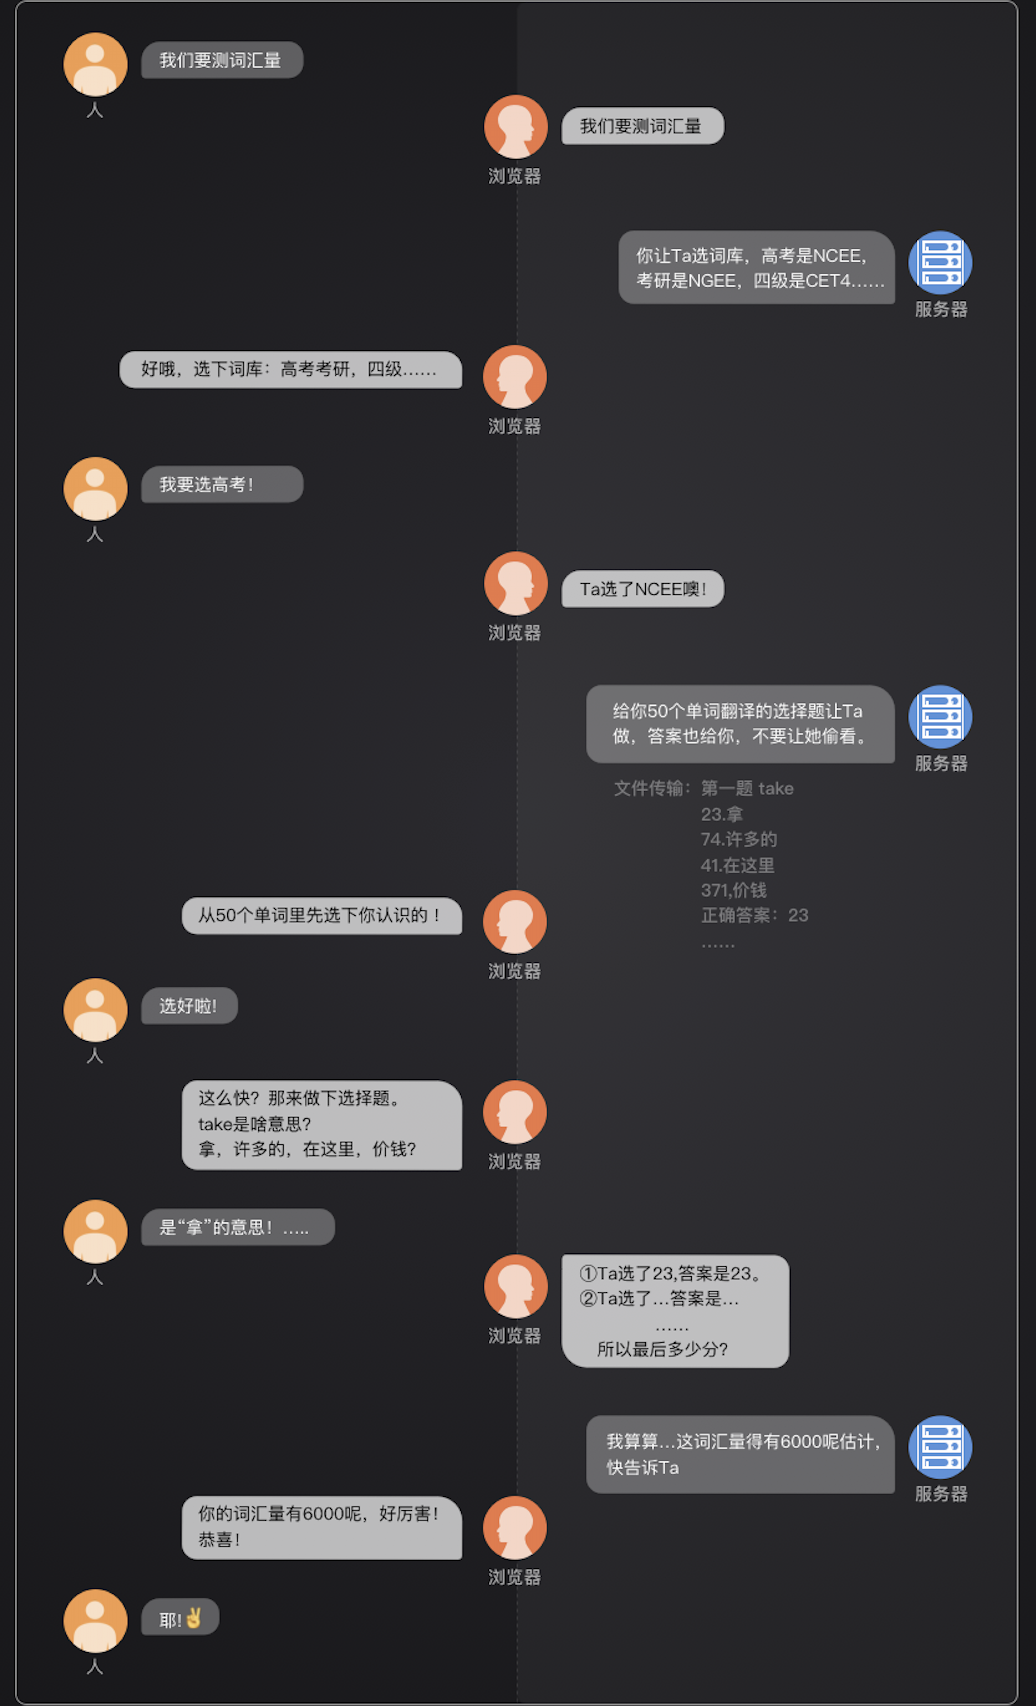 我们要测词汇量
人
我们要测词汇量
浏览器
你让Ta选词库，高考是NCEE，
考研是NGEE，四级是CET4……
服务器
好哦，选下词库：高考考研，四级……
浏览器
我要选高考！
人
Ta选了NCEE噢！
浏览器
给你50个单词翻译的选择题让Ta
做，答案也给你，不要让她偷看。
服务器
文件传输：第一题 take
23.拿
74.许多的
41.在这里
371,价钱
正确答案：23
……
从50个单词里先选下你认识的！
浏览器
选好啦!
人
这么快？那来做下选择题。
take是啥意思？
拿，许多的，在这里，价钱？
浏览器
是“拿”的意思！…..
人
①Ta选了23,答案是23。
②Ta选了…答案是…
……
所以最后多少分？
浏览器
我算算…这词汇量得有6000呢估计，
快告诉Ta
服务器
你的词汇量有6000呢，好厉害！
恭喜！
浏览器
耶!✌️
人